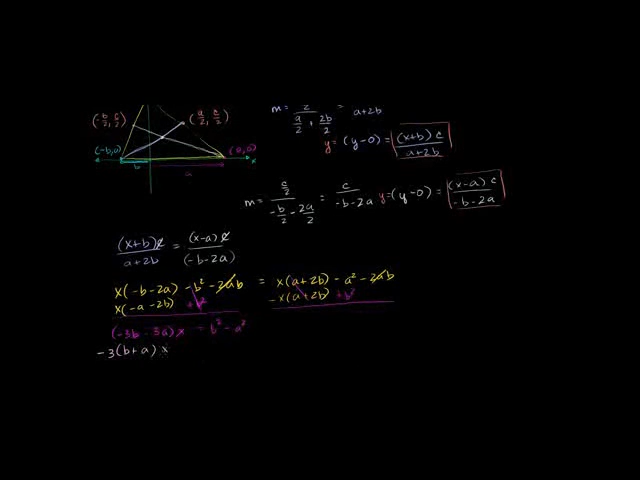 (-b/2, c/2) (a/2, c/2)
(-b,0) (a,0) x
b a
m = 2 / (a/2 + 2b/2) = a+2b
y = (y-0) = (x+b) c / (a+2b)
m = (c/2) / (-b/2 - 2a/2) = c / (-b-2a) y = (y-0) = (x-a) c / (-b-2a)
(x+b) c / (a+2b) = (x-a) c / (-b-2a)
x(-b-2a) - b² - 2ab = x(a+2b) - a² - 2ab
x(-a-2b) + b² - x(a+2b) + b²
(-3b-3a)x = b² - a²
-3(b+a) x